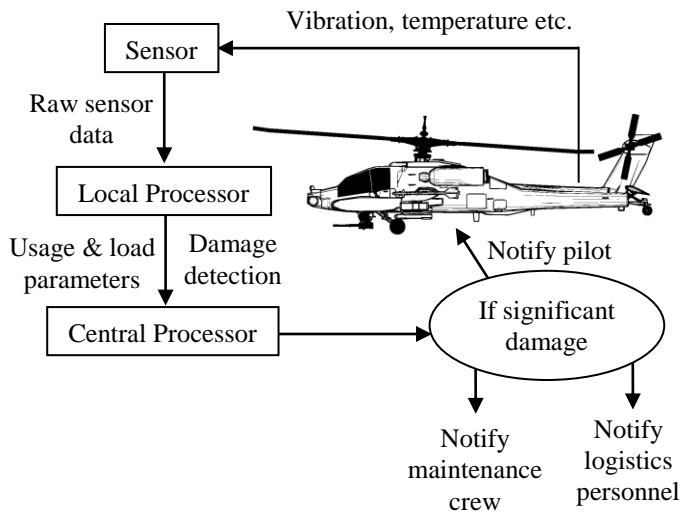 Vibration, temperature etc.
Sensor
Raw sensor
data
Local Processor
Usage & load
parameters
Damage
detection
Notify pilot
Central Processor
If significant
damage
Notify
maintenance
crew
Notify
logistics
personnel